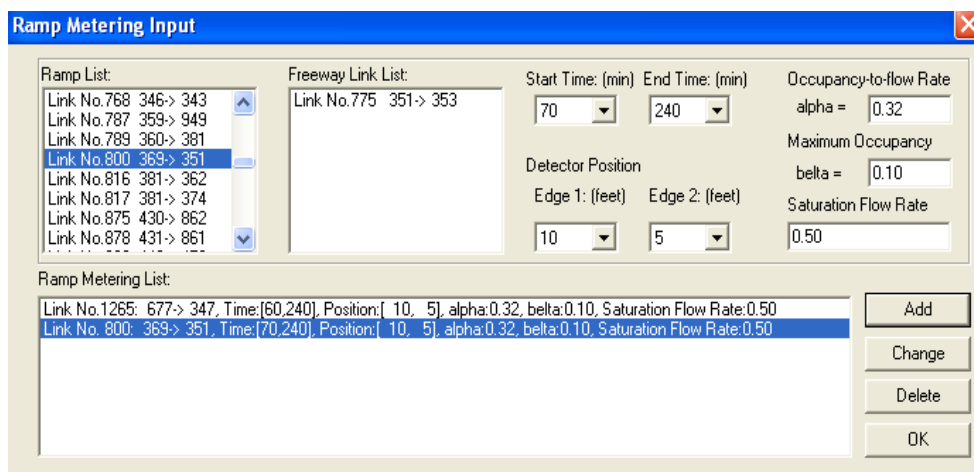 Ramp Metering Input
Ramp List:
Link No.768 346-> 343
Link No.787 359-> 949
Link No.789 360-> 381
Link No.800 369-> 351
Link No.816 381-> 362
Link No.817 381-> 374
Link No.875 430-> 862
Link No.878 431-> 861
Freeway Link List:
Link No.775 351-> 353
Start Time: (min) End Time: (min)
70 240
Detector Position
Edge 1: (feet) Edge 2: (feet)
10 5
Occupancy-to-flow Rate
alpha = 0.32
Maximum Occupancy
belta = 0.10
Saturation Flow Rate
0.50
Ramp Metering List:
Link No.1265: 677-> 347, Time:[60,240], Position:[ 10, 5], alpha:0.32, belta:0.10, Saturation Flow Rate:0.50
Link No. 800: 369-> 351, Time:[70,240], Position:[ 10, 5], alpha:0.32, belta:0.10, Saturation Flow Rate:0.50
Add
Change
Delete
OK